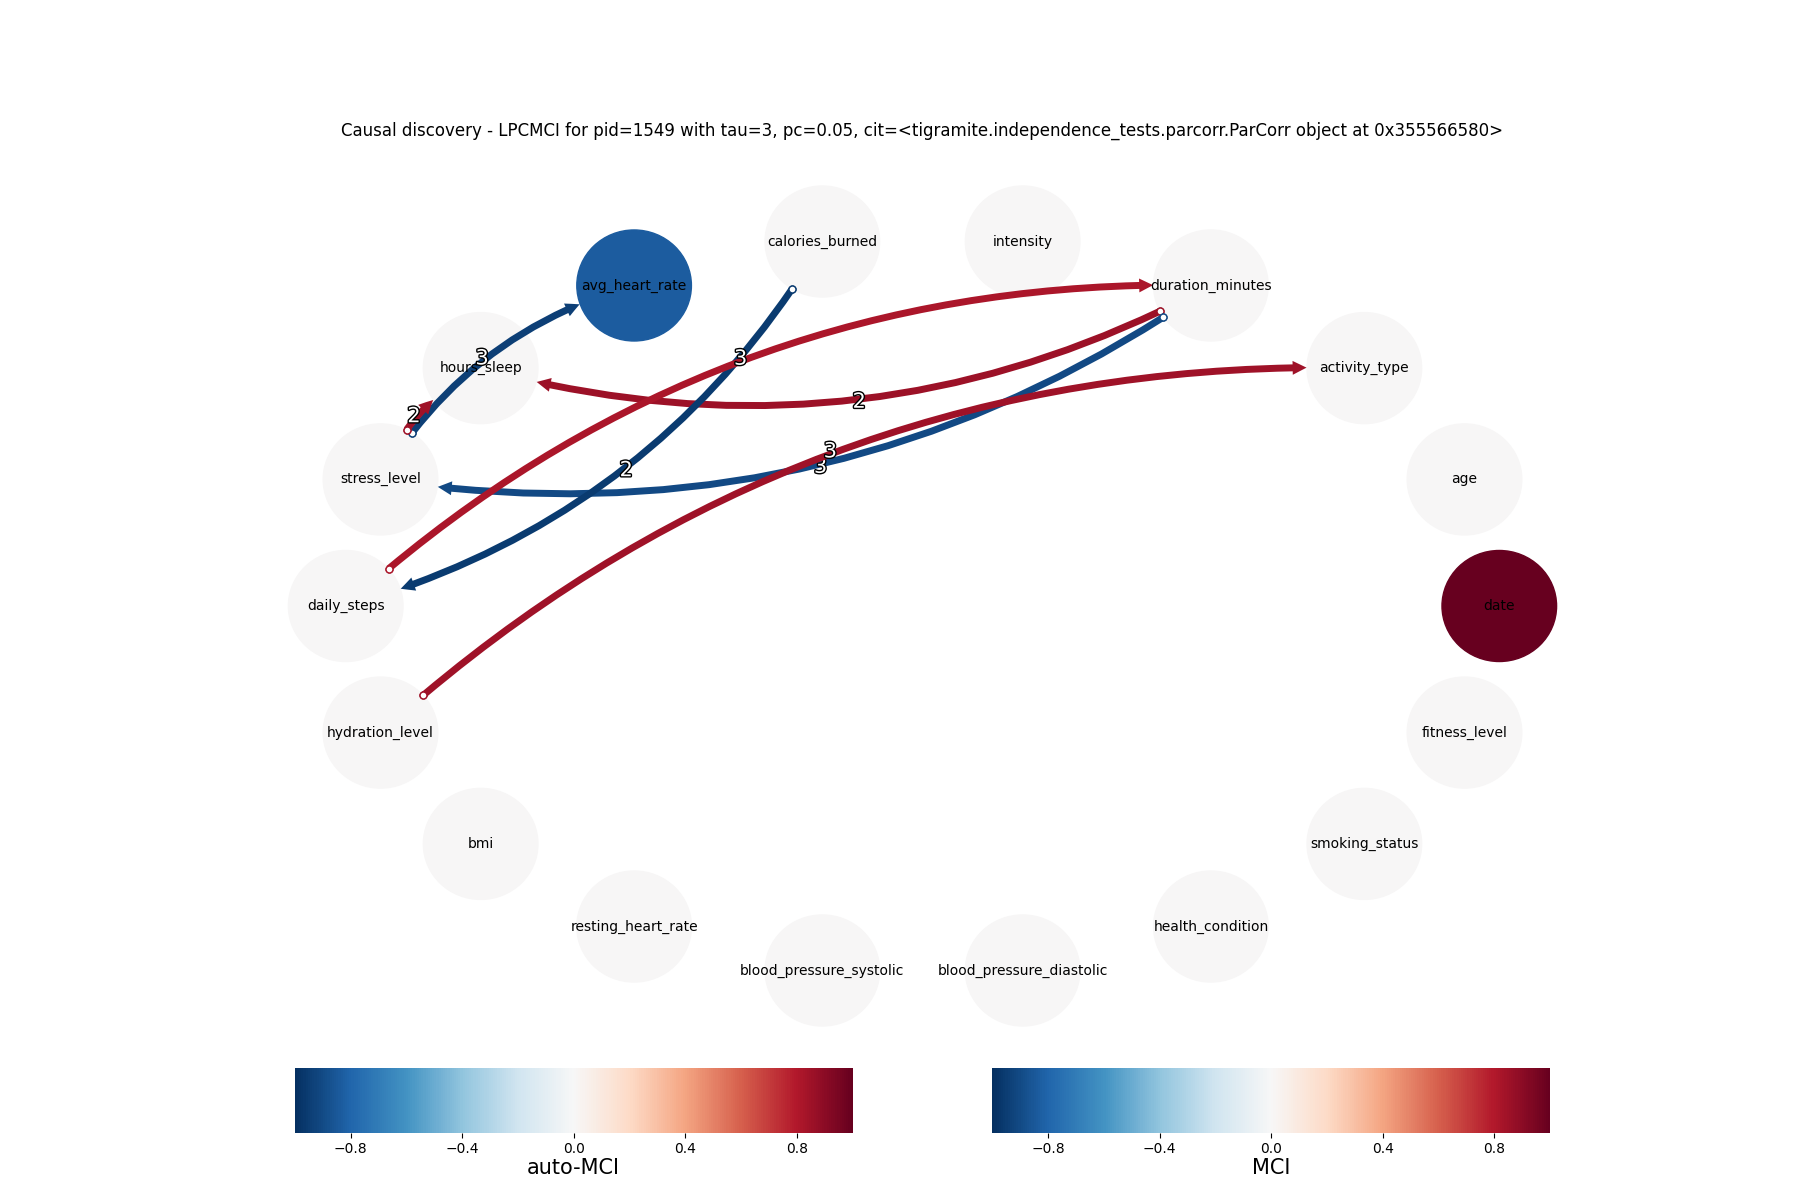 Causal discovery - LPCMCI for pid=1549 with tau=3, pc=0.05, cit=<tigramite.independence_tests.parcorr.ParCorr object at 0x355566580>
calories_burned
intensity
avg_heart_rate
duration_minutes
3
3
hours_sleep
activity_type
2
2
3
3
2
stress_level
age
daily_steps
date
hydration_level
fitness_level
bmi
smoking_status
resting_heart_rate
health_condition
blood_pressure_systolic
blood_pressure_diastolic
−0.8
−0.4
0.0
0.4
0.8
auto-MCI
−0.8
−0.4
0.0
0.4
0.8
MCI